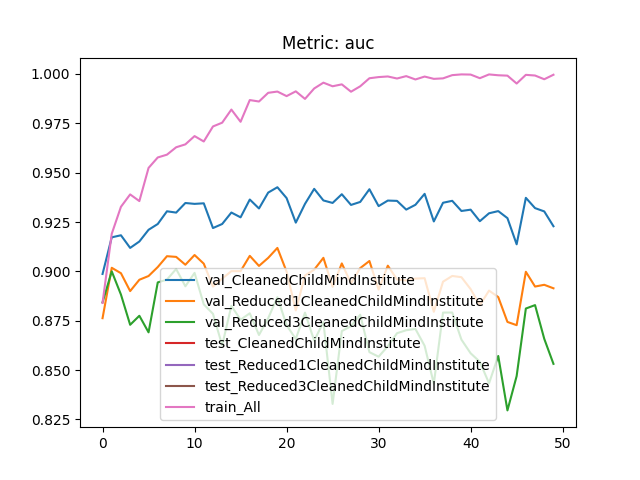 Metric: auc
1.000
0.975
0.950
0.925
0.900
0.875
0.850
0.825
val_CleanedChildMindInstitute
val_Reduced1CleanedChildMindInstitute
val_Reduced3CleanedChildMindInstitute
test_CleanedChildMindInstitute
test_Reduced1CleanedChildMindInstitute
test_Reduced3CleanedChildMindInstitute
train_All
0 10 20 30 40 50